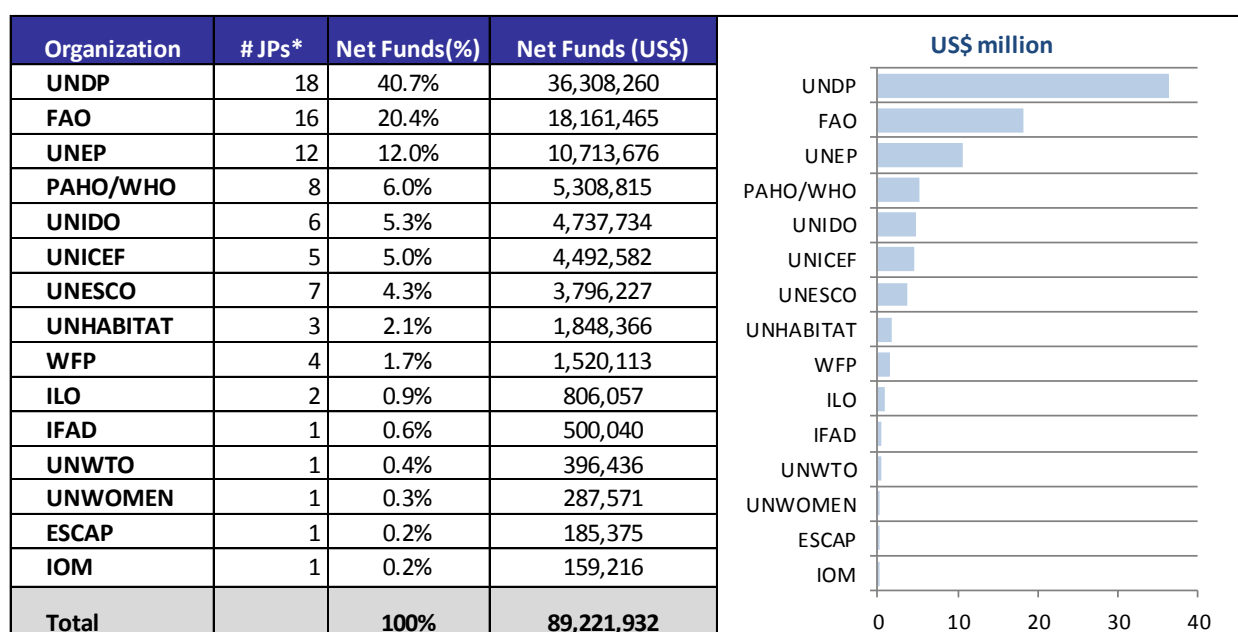 Organization # JPs* Net Funds(%) Net Funds (US$)
UNDP 18 40.7% 36,308,260
FAO 16 20.4% 18,161,465
UNEP 12 12.0% 10,713,676
PAHO/WHO 8 6.0% 5,308,815
UNIDO 6 5.3% 4,737,734
UNICEF 5 5.0% 4,492,582
UNESCO 7 4.3% 3,796,227
UNHABITAT 3 2.1% 1,848,366
WFP 4 1.7% 1,520,113
ILO 2 0.9% 806,057
IFAD 1 0.6% 500,040
UNWTO 1 0.4% 396,436
UNWOMEN 1 0.3% 287,571
ESCAP 1 0.2% 185,375
IOM 1 0.2% 159,216
Total 100% 89,221,932
US$ million
UNDP
FAO
UNEP
PAHO/WHO
UNIDO
UNICEF
UNESCO
UNHABITAT
WFP
ILO
IFAD
UNWTO
UNWOMEN
ESCAP
IOM
0 10 20 30 40